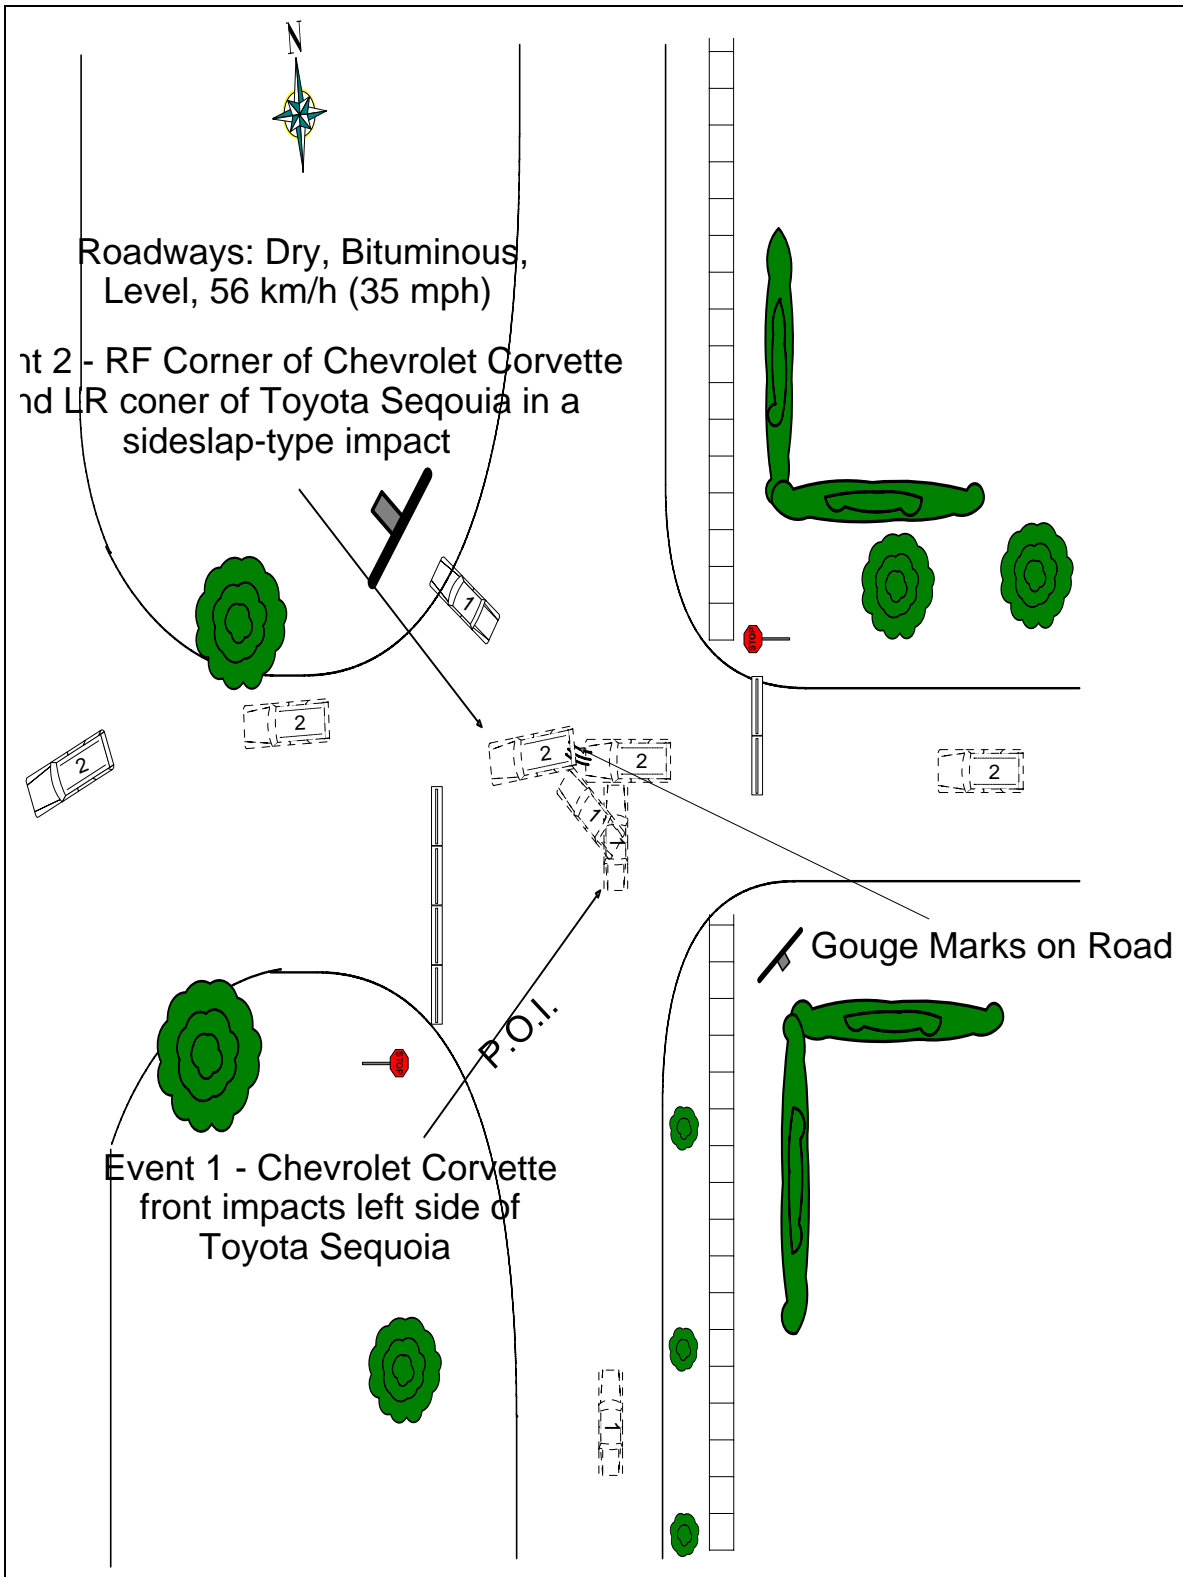 N
Roadways: Dry, Bituminous,
Level, 56 km/h (35 mph)
nt 2 - RF Corner of Chevrolet Corvette
nd LR coner of Toyota Seqouia in a
sideslap-type impact
1
STOP
2
2
2
2
2
1
1
Gouge Marks on Road
P.O.I.
STOP
Event 1 - Chevrolet Corvette
front impacts left side of
Toyota Sequoia
1